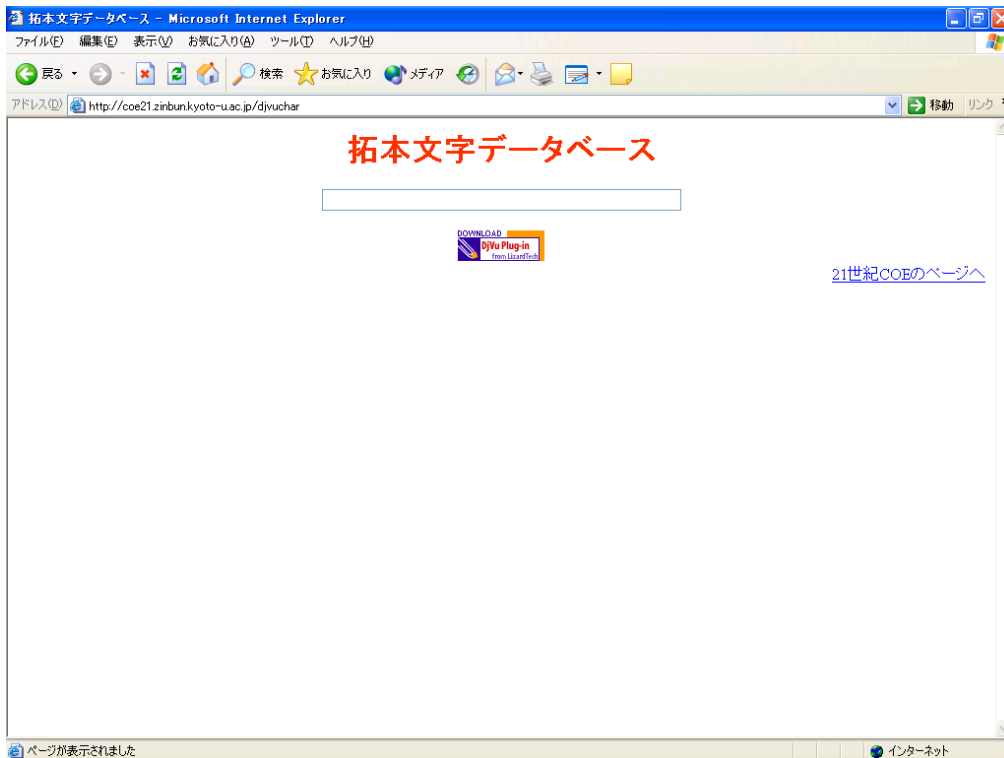 拓本文字データベース - Microsoft Internet Explorer
ファイル(F) 編集(E) 表示(V) お気に入り(A) ツール(T) ヘルプ(H)
戻る 検索 お気に入り メディア
アドレス(D) http://coe21.zinbun.kyoto-u.ac.jp/djvuchar 移動 リンク
拓本文字データベース
DOWNLOAD
DjVu Plug-in
from LizardTech
21世紀COEのページへ
ページが表示されました インターネット